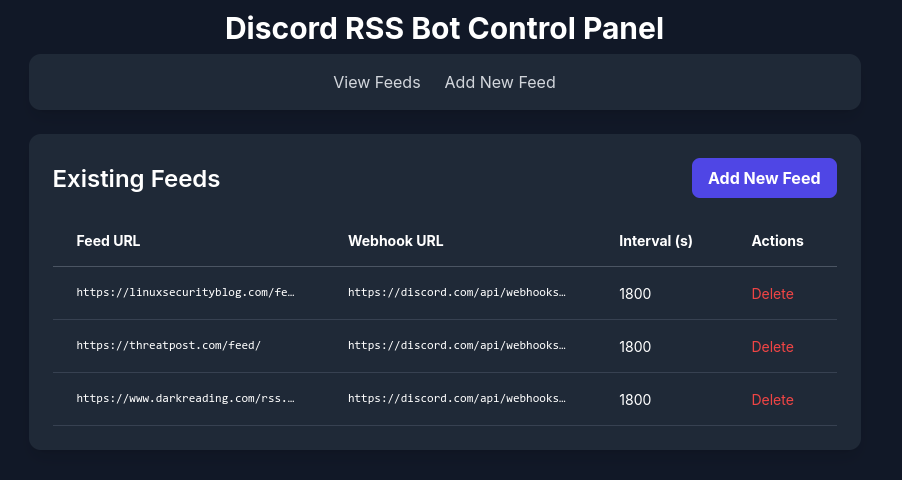 Discord RSS Bot Control Panel
View Feeds Add New Feed
Existing Feeds Add New Feed
Feed URL Webhook URL Interval (s) Actions
https://linuxsecurityblog.com/fe… https://discord.com/api/webhooks… 1800 Delete
https://threatpost.com/feed/ https://discord.com/api/webhooks… 1800 Delete
https://www.darkreading.com/rss.… https://discord.com/api/webhooks… 1800 Delete